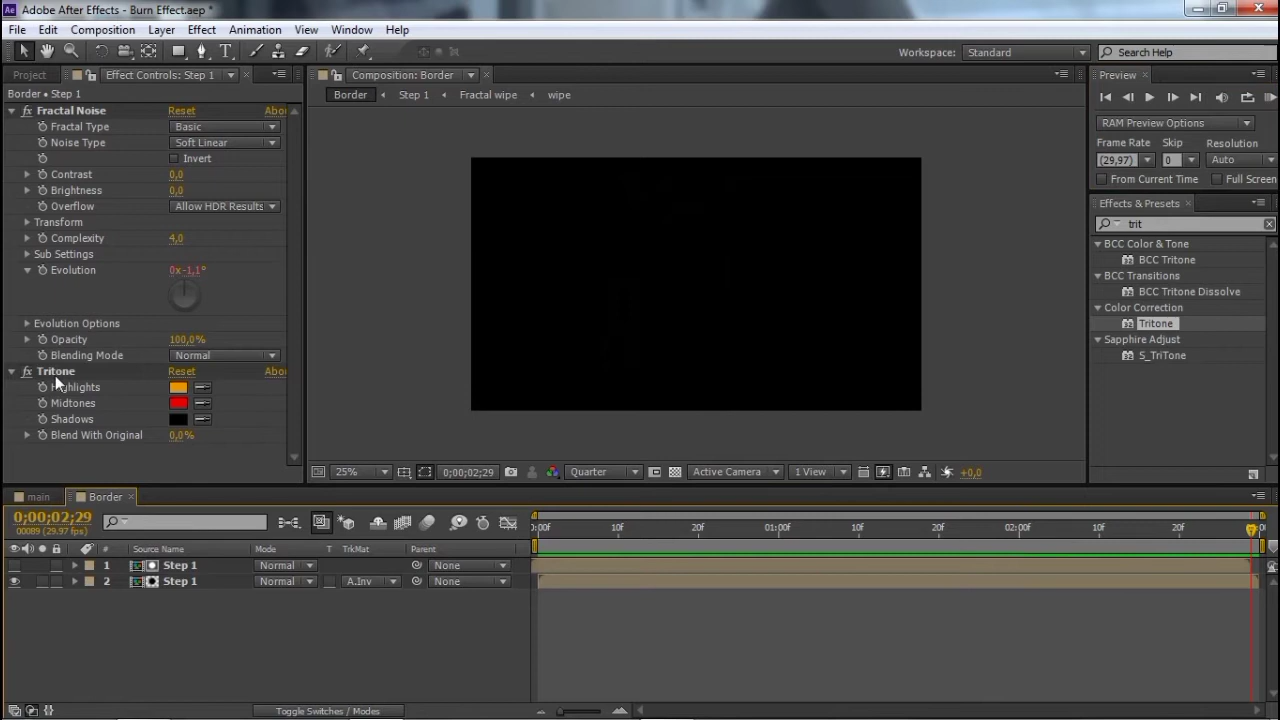 Adobe After Effects - Burn Effect.aep *
File Edit Composition Layer Effect Animation View Window Help
Workspace: Standard Search Help
Project Effect Controls: Step 1 Composition: Border Preview
Border • Step 1
Border Step 1 Fractal wipe wipe
fx Fractal Noise Reset Abou
Fractal Type Basic
Noise Type Soft Linear
Invert
Contrast 0,0
Brightness 0,0
Overflow Allow HDR Results
Transform
Complexity 4,0
Sub Settings
Evolution 0x-1,1°
Evolution Options
Opacity 100,0%
Blending Mode Normal
fx Tritone Reset Abou
Highlights
Midtones
Shadows
Blend With Original 0,0%
RAM Preview Options
Frame Rate Skip Resolution
(29,97) 0 Auto
From Current Time Full Screen
Effects & Presets
trit
BCC Color & Tone
BCC Tritone
BCC Transitions
BCC Tritone Dissolve
Color Correction
Tritone
Sapphire Adjust
S_TriTone
25% 0;00;02;29 Quarter Active Camera 1 View +0,0
main Border
0;00;02;29
00089 (29.97 fps)
0:00f 10f 20f 01:00f 10f 20f 02:00f 10f 20f
# Source Name Mode T TrkMat Parent
1 Step 1 Normal None
2 Step 1 Normal A.Inv None
Toggle Switches / Modes